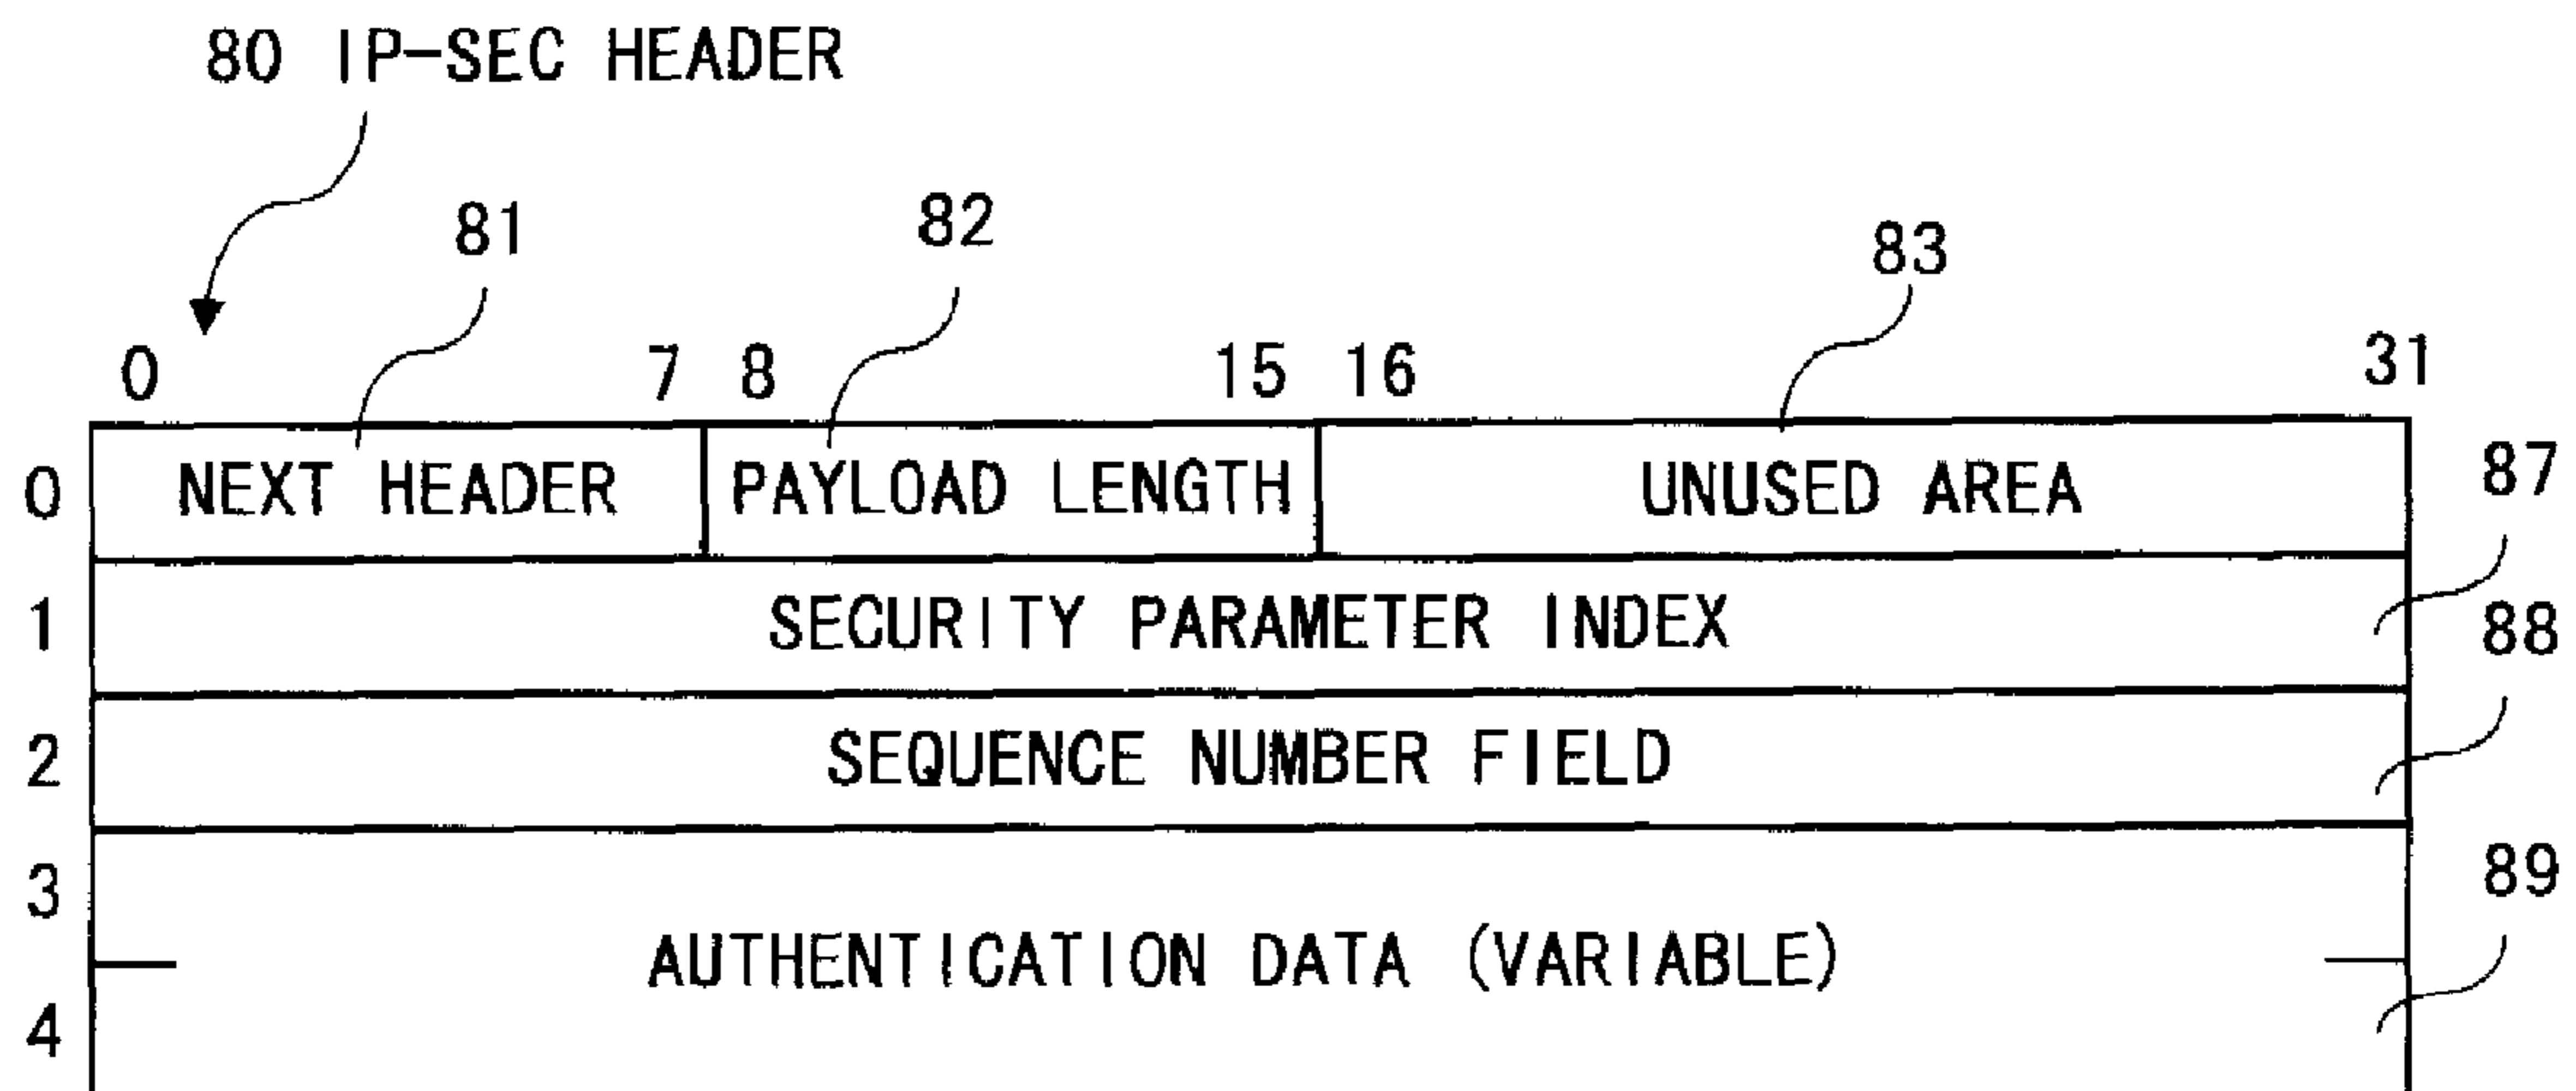 80 IP-SEC HEADER
81 82 83
0 7 8 15 16 31
0 NEXT HEADER PAYLOAD LENGTH UNUSED AREA 87
1 SECURITY PARAMETER INDEX 88
2 SEQUENCE NUMBER FIELD
3 89
AUTHENTICATION DATA (VARIABLE)
4